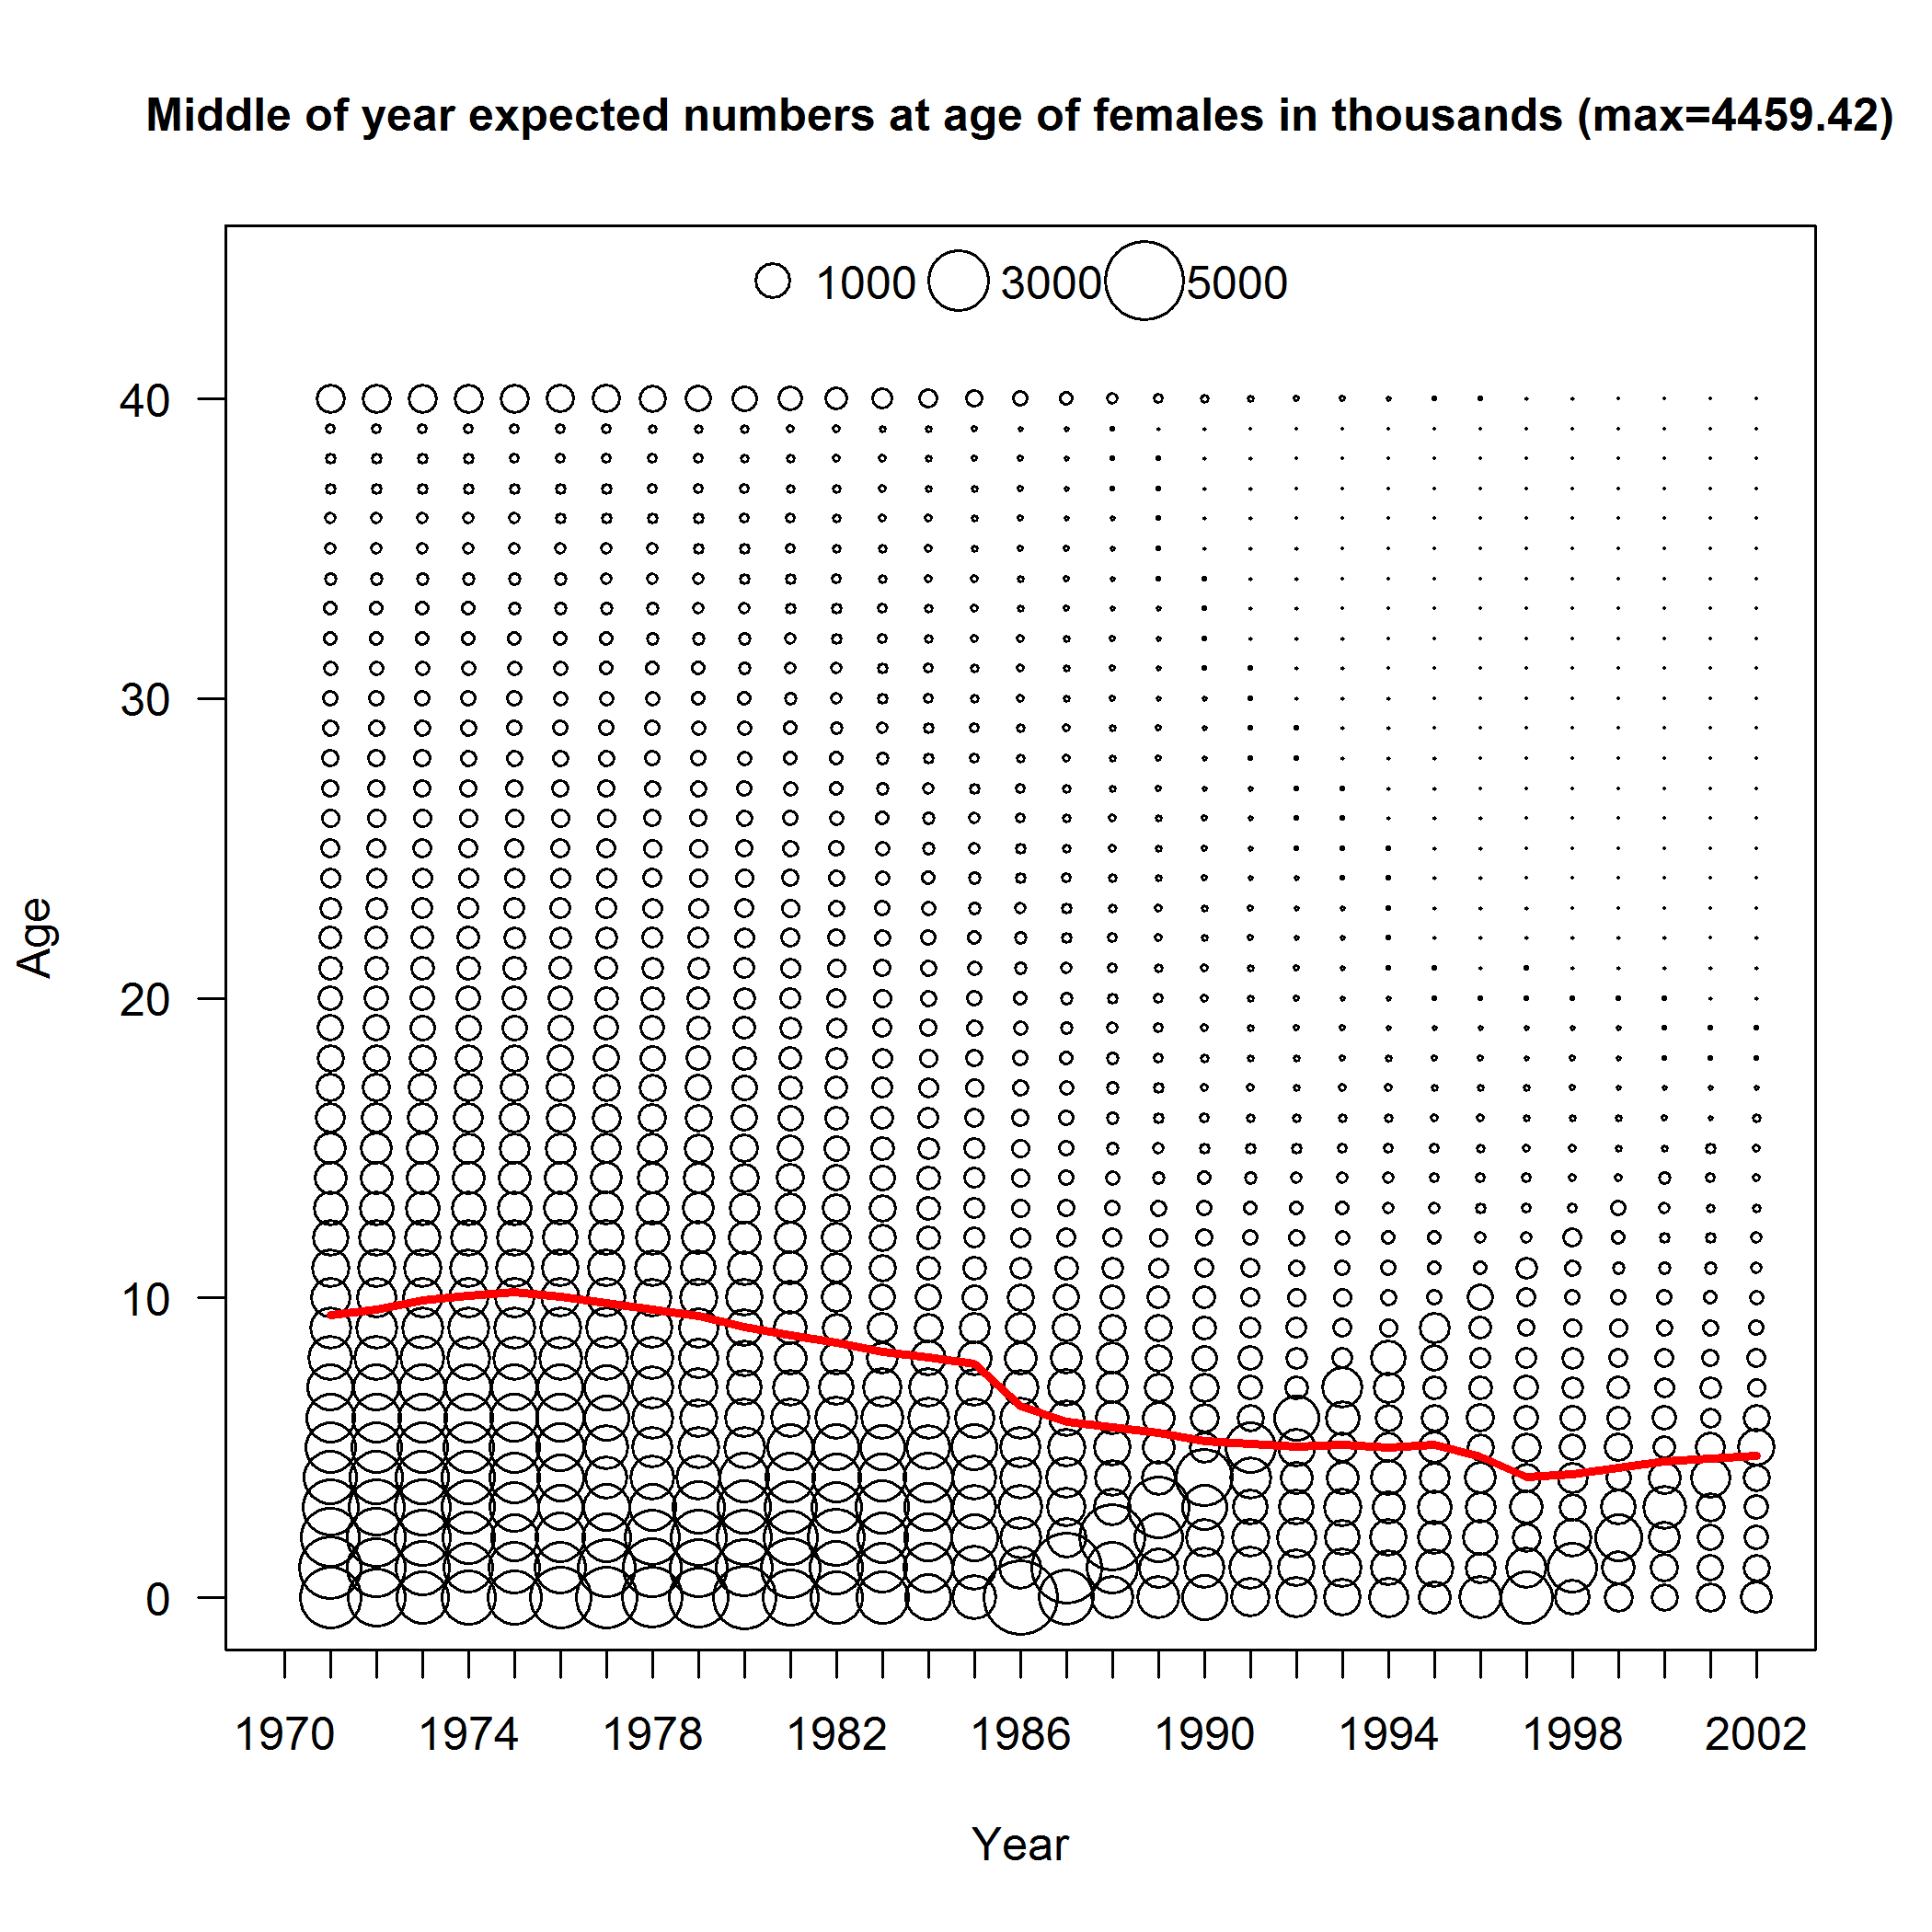 Middle of year expected numbers at age of females in thousands (max=4459.42)
1000 3000 5000
40
30
20
10
0
Age
1970 1974 1978 1982 1986 1990 1994 1998 2002
Year